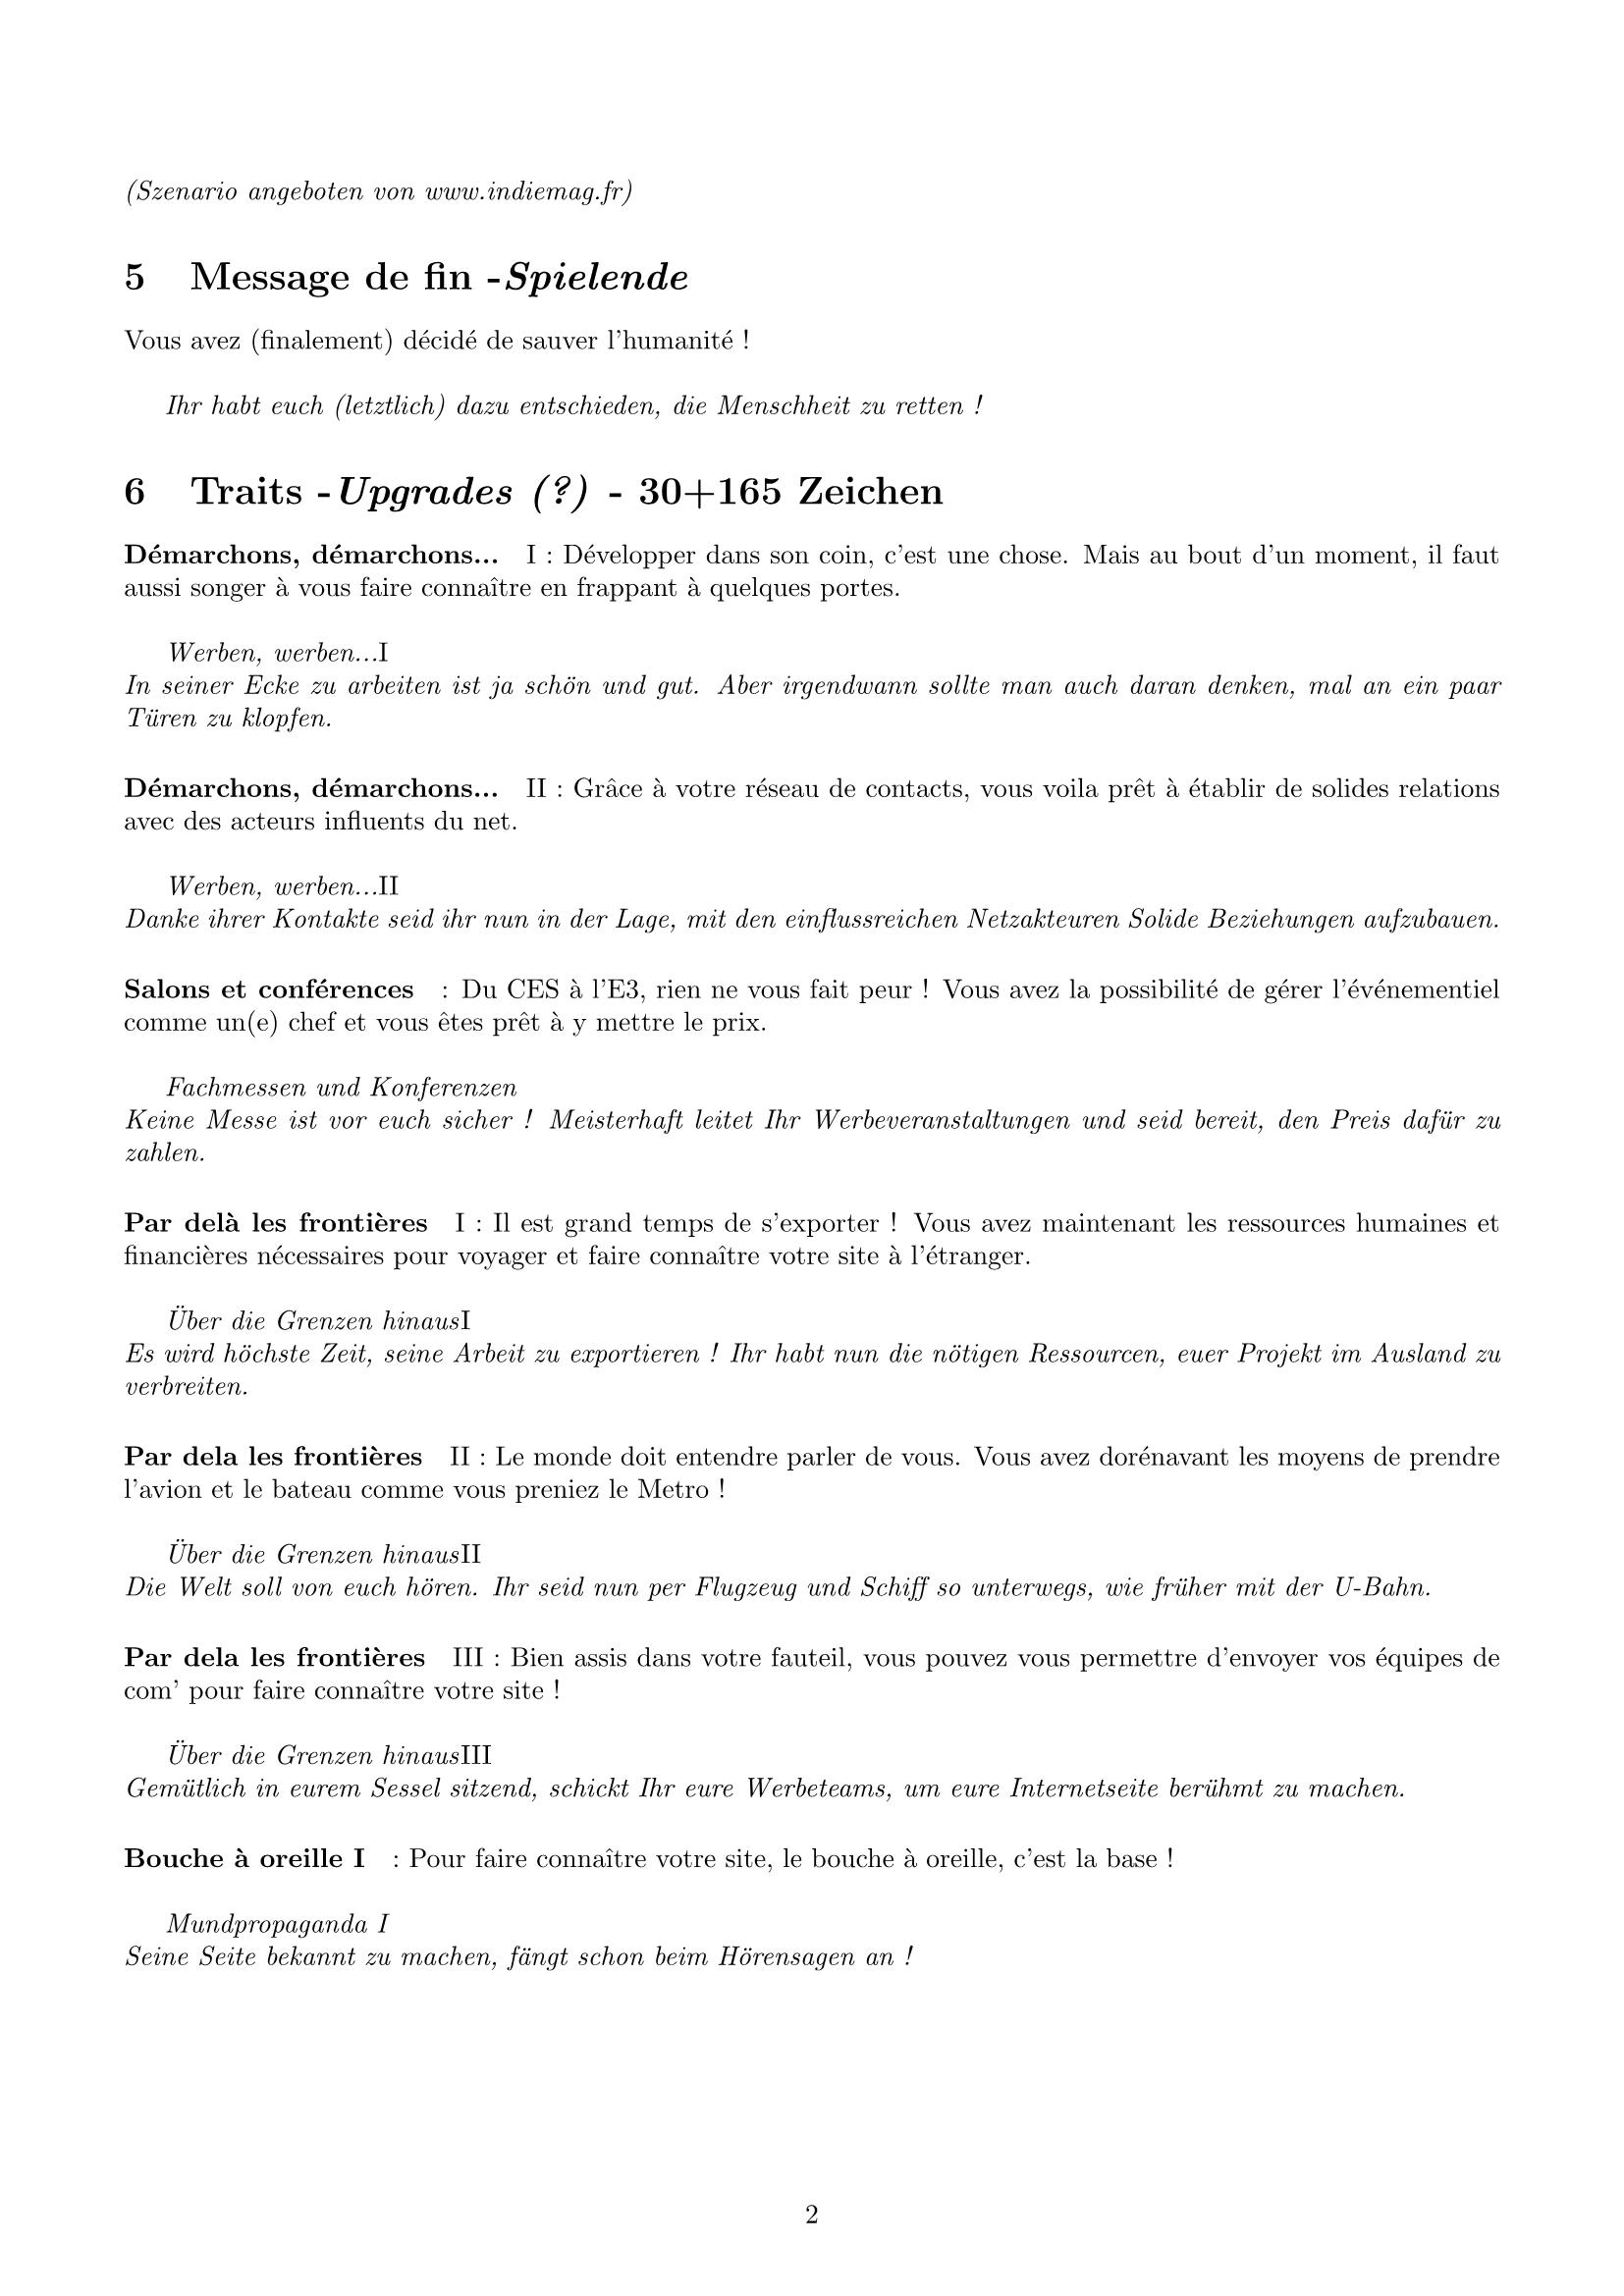 (Szenario angeboten von www.indiemag.fr)
5 Message de fin -Spielende
Vous avez (finalement) décidé de sauver l'humanité !
Ihr habt euch (letztlich) dazu entschieden, die Menschheit zu retten !
6 Traits -Upgrades (?) - 30+165 Zeichen
Démarchons, démarchons... I : Développer dans son coin, c'est une chose. Mais au bout d'un moment, il faut
aussi songer à vous faire connaître en frappant à quelques portes.
Werben, werben...I
In seiner Ecke zu arbeiten ist ja schön und gut. Aber irgendwann sollte man auch daran denken, mal an ein paar
Türen zu klopfen.
Démarchons, démarchons... II : Grâce à votre réseau de contacts, vous voila prêt à établir de solides relations
avec des acteurs influents du net.
Werben, werben...II
Danke ihrer Kontakte seid ihr nun in der Lage, mit den einflussreichen Netzakteuren Solide Beziehungen aufzubauen.
Salons et conférences : Du CES à l'E3, rien ne vous fait peur ! Vous avez la possibilité de gérer l'événementiel
comme un(e) chef et vous êtes prêt à y mettre le prix.
Fachmessen und Konferenzen
Keine Messe ist vor euch sicher ! Meisterhaft leitet Ihr Werbeveranstaltungen und seid bereit, den Preis dafür zu
zahlen.
Par delà les frontières I : Il est grand temps de s'exporter ! Vous avez maintenant les ressources humaines et
financières nécessaires pour voyager et faire connaître votre site à l'étranger.
Über die Grenzen hinausI
Es wird höchste Zeit, seine Arbeit zu exportieren ! Ihr habt nun die nötigen Ressourcen, euer Projekt im Ausland zu
verbreiten.
Par dela les frontières II : Le monde doit entendre parler de vous. Vous avez dorénavant les moyens de prendre
l'avion et le bateau comme vous preniez le Metro !
Über die Grenzen hinausII
Die Welt soll von euch hören. Ihr seid nun per Flugzeug und Schiff so unterwegs, wie früher mit der U-Bahn.
Par dela les frontières III : Bien assis dans votre fauteil, vous pouvez vous permettre d'envoyer vos équipes de
com' pour faire connaître votre site !
Über die Grenzen hinausIII
Gemütlich in eurem Sessel sitzend, schickt Ihr eure Werbeteams, um eure Internetseite berühmt zu machen.
Bouche à oreille I : Pour faire connaître votre site, le bouche à oreille, c'est la base !
Mundpropaganda I
Seine Seite bekannt zu machen, fängt schon beim Hörensagen an !
2